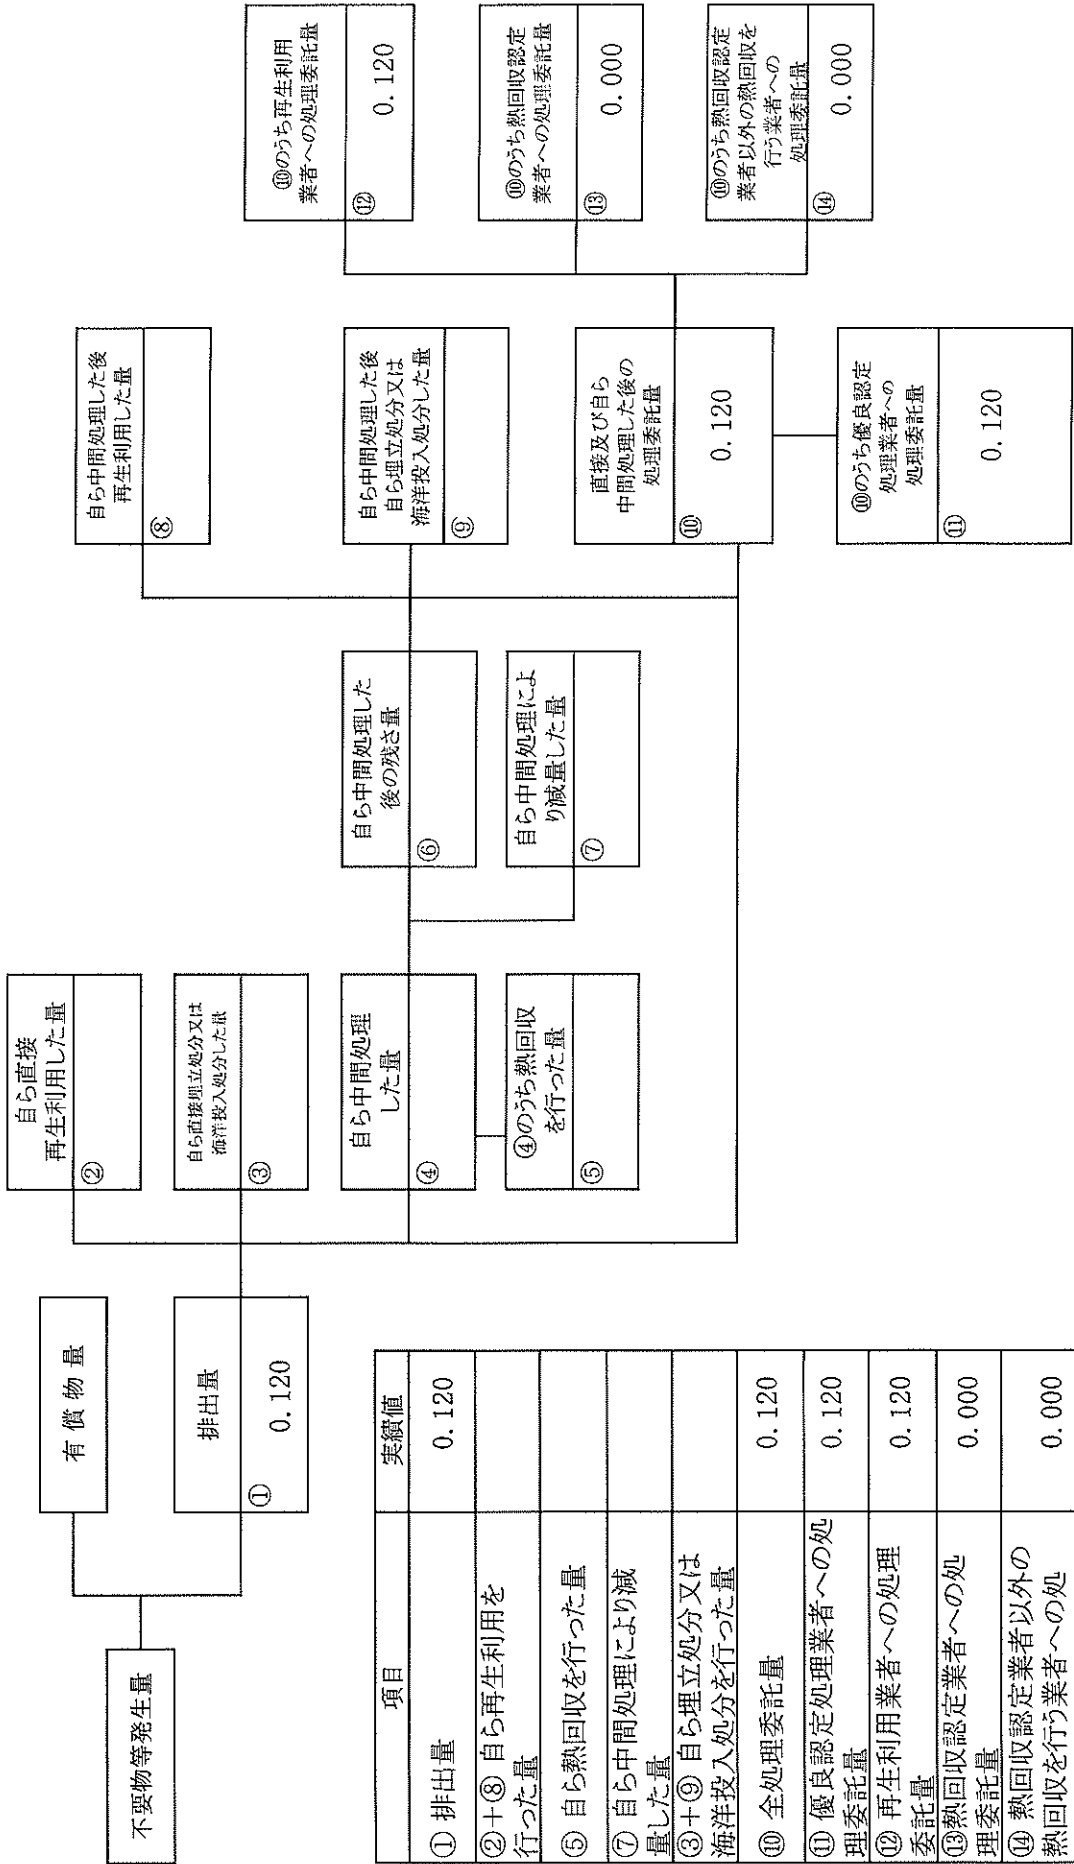 不要物等発生量
有 償 物 量
排出量
①
0.120
自ら直接
再生利用した量
②
自ら直接埋立処分又は
海洋投入処分した量
③
自ら中間処理
した量
④
④のうち熱回収
を行った量
⑤
自ら中間処理した
後の残さ量
⑥
自ら中間処理によ
り減量した量
⑦
自ら中間処理した後
再生利用した量
⑧
自ら中間処理した後
自ら埋立処分又は
海洋投入処分した量
⑨
直接及び自ら
中間処理した後の
処理委託量
⑩
0.120
⑩のうち優良認定
処理業者への
処理委託量
⑪
0.120
⑩のうち再生利用
業者への処理委託量
⑫
0.120
⑩のうち熱回収認定
業者への処理委託量
⑬
0.000
⑩のうち熱回収認定
業者以外の熱回収を
行う業者への
処理委託量
⑭
0.000
項目
実績値
① 排出量
0.120
②+⑧ 自ら再生利用を
行った量
⑤ 自ら熱回収を行った量
⑦ 自ら中間処理により減
量した量
③+⑨ 自ら埋立処分又は
海洋投入処分を行った量
⑩ 全処理委託量
0.120
⑪ 優良認定処理業者への処
理委託量
0.120
⑫ 再生利用業者への処理
委託量
0.120
⑬熱回収認定業者への処
理委託量
0.000
⑭ 熱回収認定業者以外の
熱回収を行う業者への処
0.000